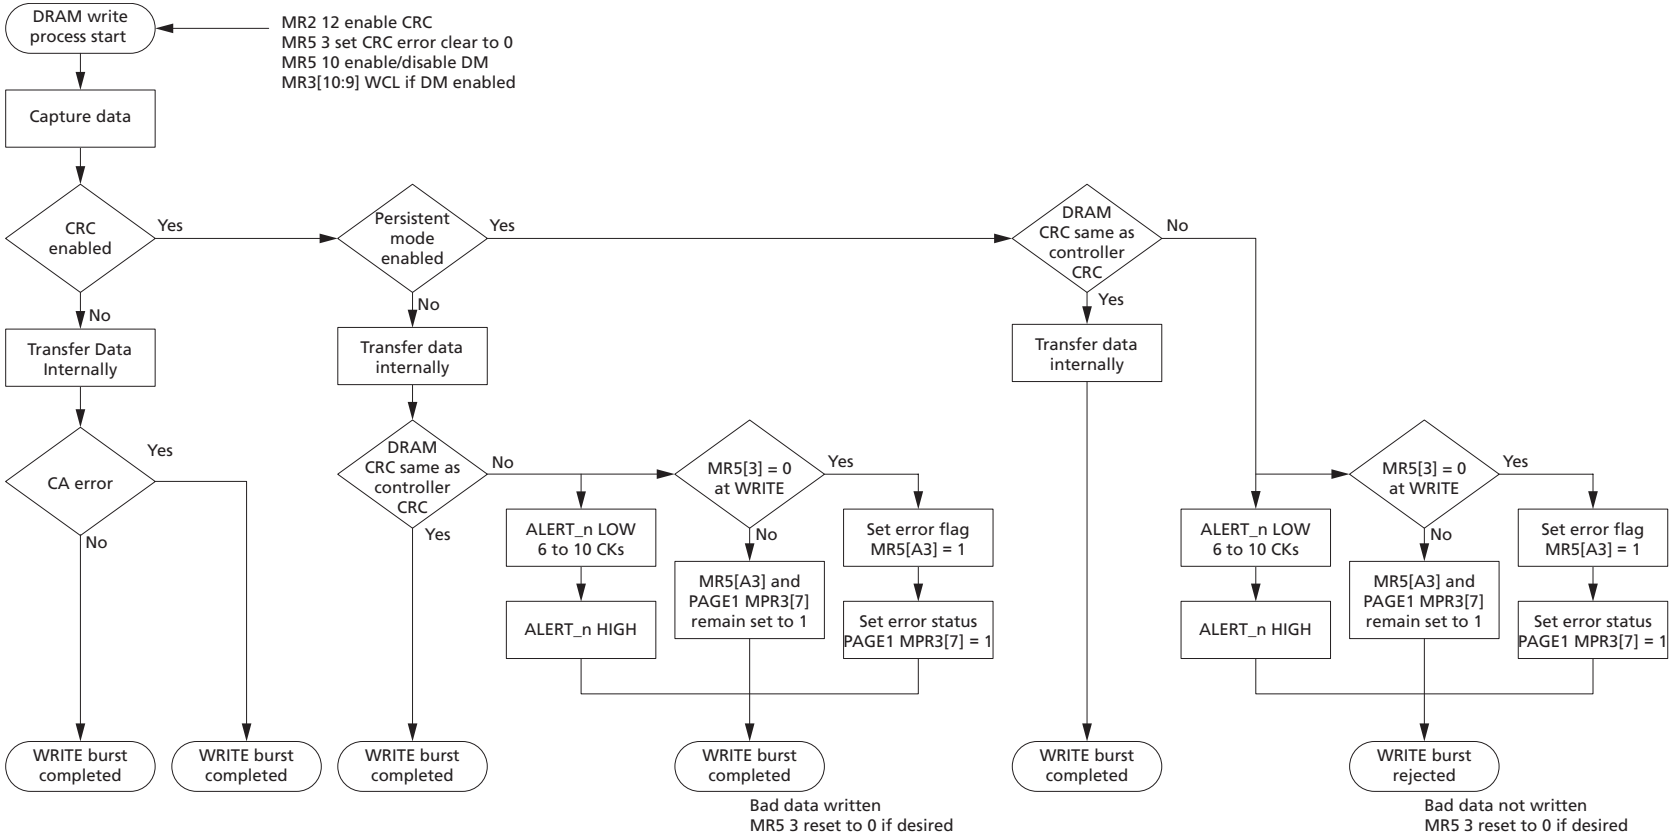 DRAM write
process start
MR2 12 enable CRC
MR5 3 set CRC error clear to 0
MR5 10 enable/disable DM
MR3[10:9] WCL if DM enabled
Capture data
CRC
enabled
Yes
Persistent
mode
enabled
Yes
DRAM
CRC same as
controller
CRC
No
No
No
Yes
Transfer Data
Internally
Transfer data
internally
Transfer data
internally
CA error
Yes
No
DRAM
CRC same as
controller
CRC
No
Yes
MR5[3] = 0
at WRITE
Yes
No
ALERT_n LOW
6 to 10 CKs
Set error flag
MR5[A3] = 1
MR5[A3] and
PAGE1 MPR3[7]
remain set to 1
ALERT_n HIGH
Set error status
PAGE1 MPR3[7] = 1
MR5[3] = 0
at WRITE
Yes
No
ALERT_n LOW
6 to 10 CKs
Set error flag
MR5[A3] = 1
MR5[A3] and
PAGE1 MPR3[7]
remain set to 1
ALERT_n HIGH
Set error status
PAGE1 MPR3[7] = 1
WRITE burst
completed
WRITE burst
completed
WRITE burst
completed
WRITE burst
completed
Bad data written
MR5 3 reset to 0 if desired
WRITE burst
completed
WRITE burst
rejected
Bad data not written
MR5 3 reset to 0 if desired